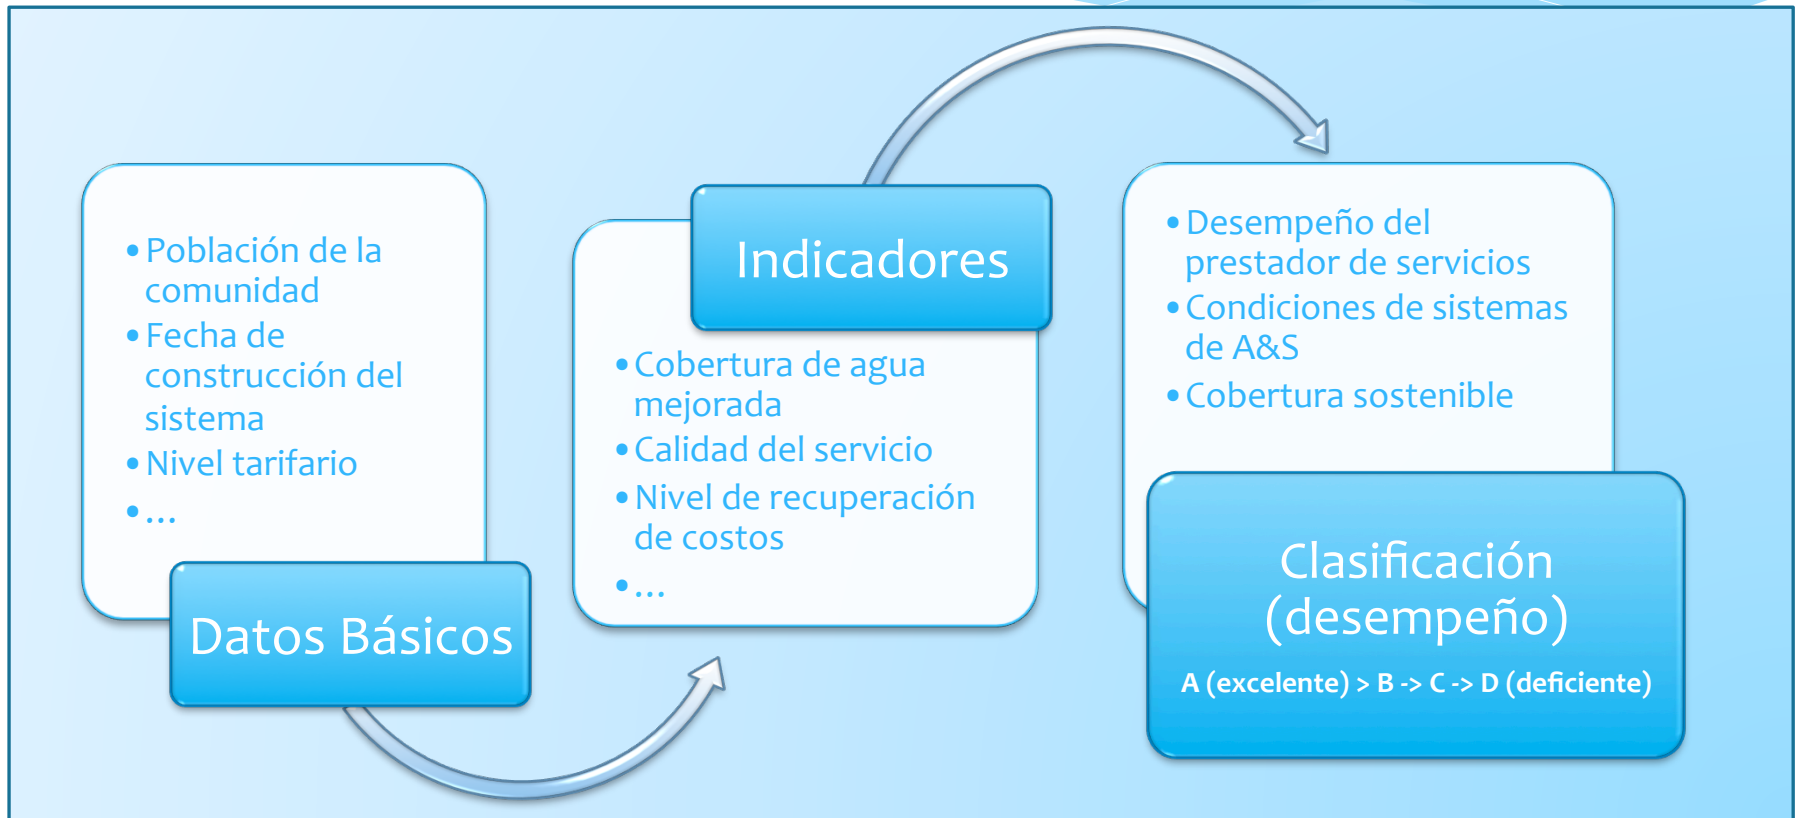 • Población de la
comunidad
• Fecha de
construcción del
sistema
• Nivel tarifario
• ...
Datos Básicos
Indicadores
• Cobertura de agua
mejorada
• Calidad del servicio
• Nivel de recuperación
de costos
• ...
• Desempeño del
prestador de servicios
• Condiciones de sistemas
de A&S
• Cobertura sostenible
Clasificación
(desempeño)
A (excelente) > B -> C -> D (deficiente)